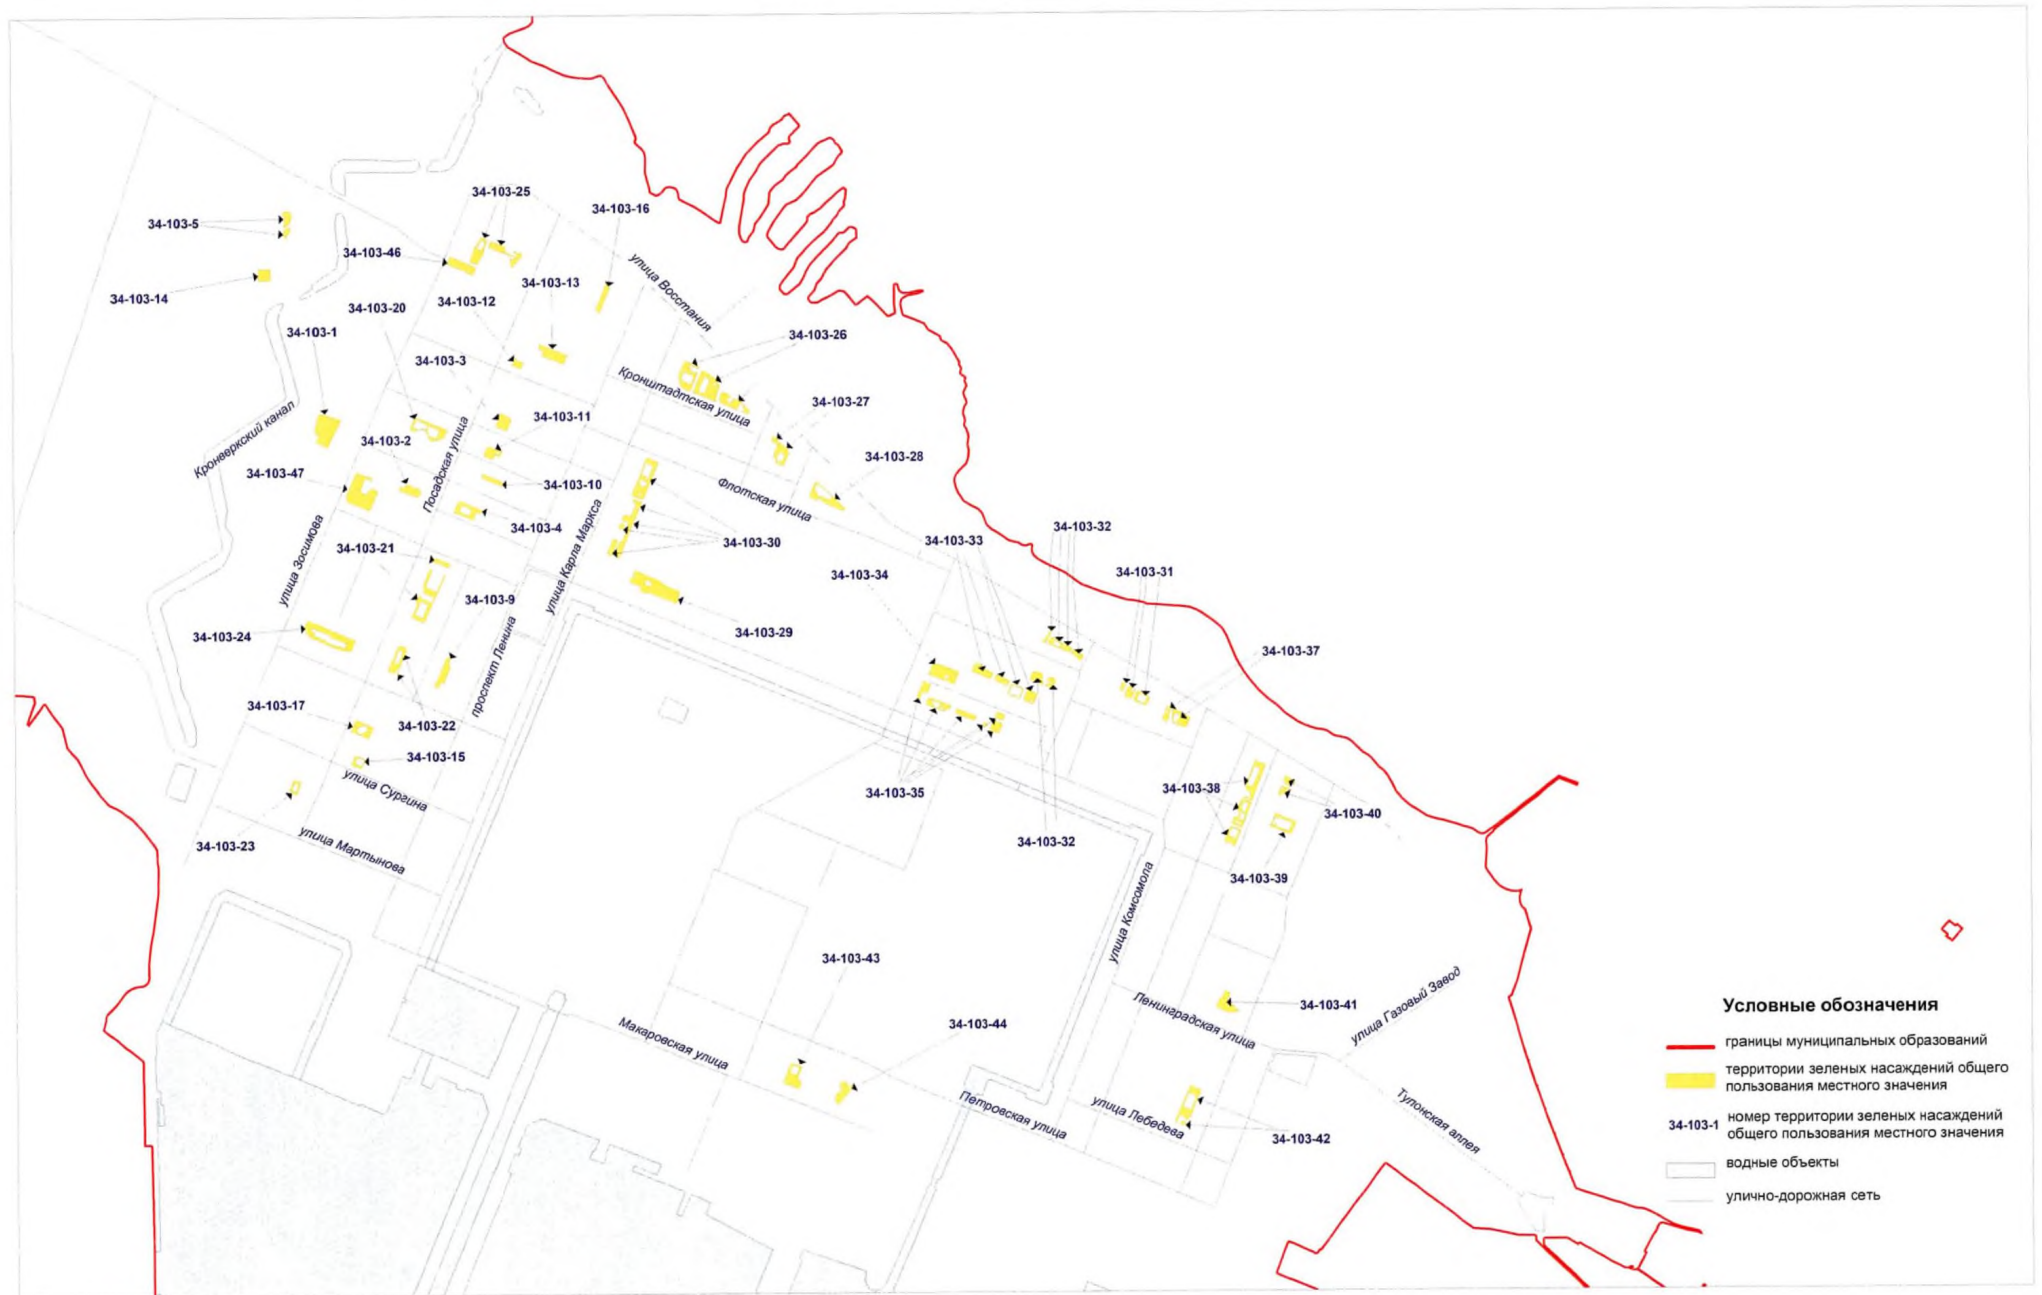 34-103-25
34-103-16
34-103-5
34-103-46
улица Восстания
34-103-13
34-103-14
34-103-12
34-103-20
34-103-1
34-103-26
34-103-3
Кронштадтская улица
34-103-27
34-103-11
Кронверкский канал
34-103-2
Посадская улица
34-103-28
34-103-47
34-103-10
Флотская улица
34-103-4
34-103-32
34-103-30
34-103-33
34-103-21
улица Зосимова
улица Карла Маркса
34-103-34
34-103-31
34-103-9
34-103-24
34-103-29
34-103-37
проспект Ленина
34-103-17
34-103-22
34-103-15
улица Сургина
34-103-35
34-103-38
34-103-40
34-103-23
улица Мартынова
34-103-32
34-103-39
улица Комсомола
34-103-43
34-103-41
Ленинградская улица
улица Газовый Завод
34-103-44
Макаровская улица
Петровская улица
улица Лебедева
Тулонская аллея
34-103-42
Условные обозначения
границы муниципальных образований
территории зеленых насаждений общего
пользования местного значения
34-103-1 номер территории зеленых насаждений
общего пользования местного значения
водные объекты
улично-дорожная сеть